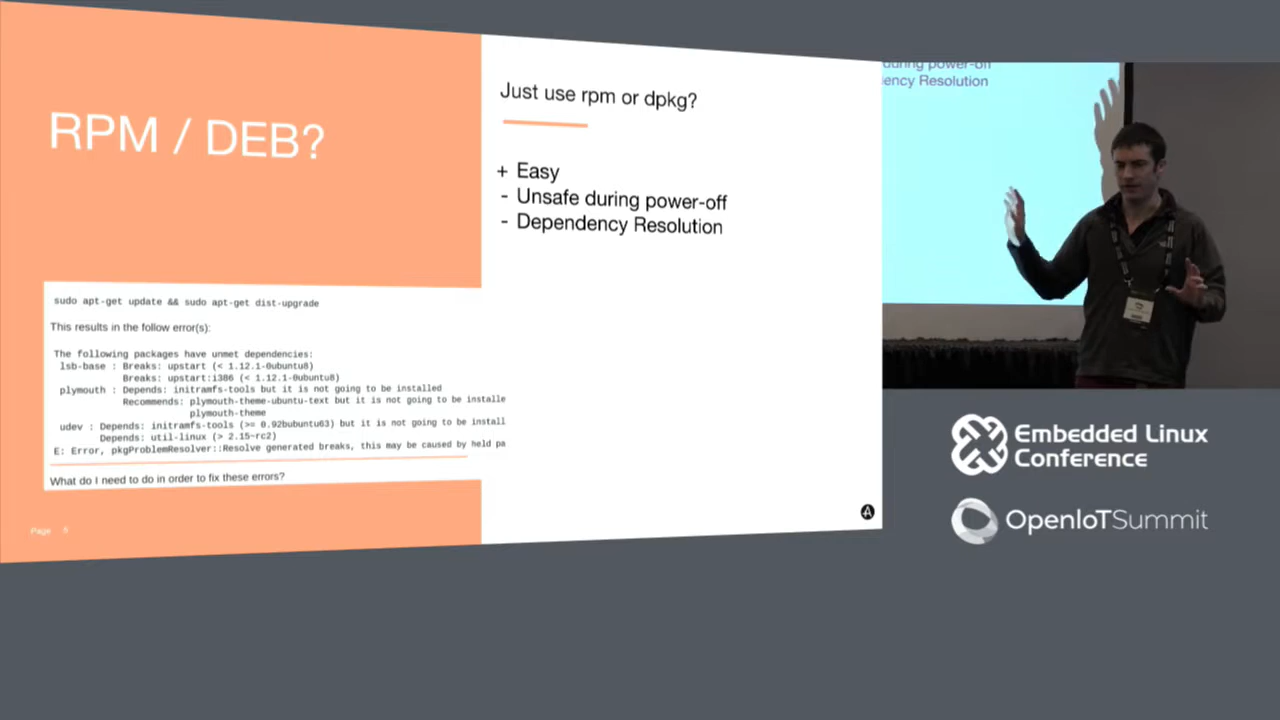 RPM / DEB?
sudo apt-get update && sudo apt-get dist-upgrade
This results in the follow error(s):
The following packages have unmet dependencies:
lsb-base : Breaks: upstart (< 1.12.1-0ubuntu8)
Breaks: upstart:i386 (< 1.12.1-0ubuntu8)
plymouth : Depends: initramfs-tools but it is not going to be installed
Recommends: plymouth-theme-ubuntu-text but it is not going to be installe
plymouth-theme
udev : Depends: initramfs-tools (>= 0.92bubuntu63) but it is not going to be install
Depends: util-linux (> 2.15~rc2)
E: Error, pkgProblemResolver::Resolve generated breaks, this may be caused by held pa
What do I need to do in order to fix these errors?
Page 5
Just use rpm or dpkg?
+ Easy
- Unsafe during power-off
- Dependency Resolution
during power-off
ency Resolution
Embedded Linux
Conference
OpenIoTSummit